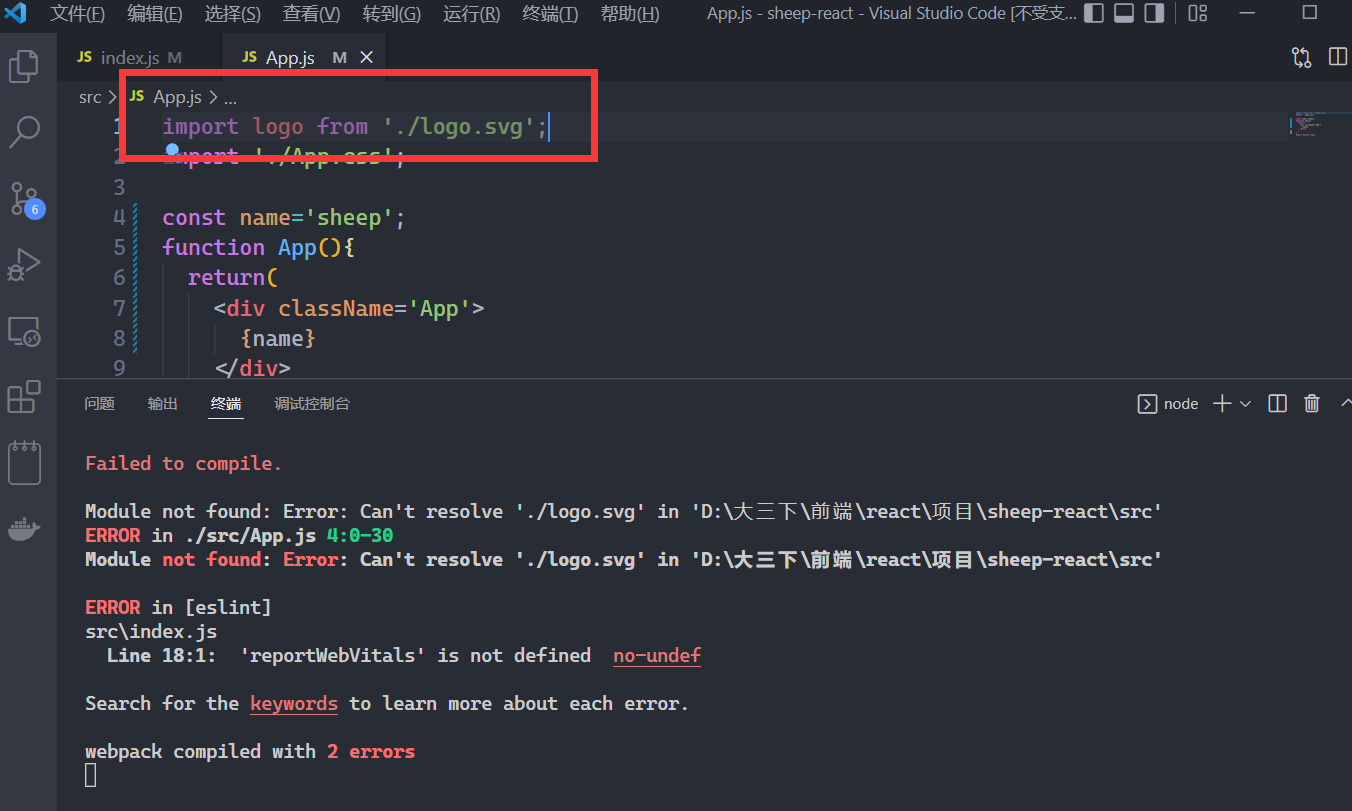 文件(F) 编辑(E) 选择(S) 查看(V) 转到(G) 运行(R) 终端(T) 帮助(H) App.js - sheep-react - Visual Studio Code [不受支...
JS index.js M JS App.js M
src > JS App.js > ...
1 import logo from './logo.svg';
2 import './App.css';
3
4 const name='sheep';
5 function App(){
6 return(
7 <div className='App'>
8 {name}
9 </div>
6
问题 输出 终端 调试控制台 node
Failed to compile.
Module not found: Error: Can't resolve './logo.svg' in 'D:\大三下\前端\react\项目\sheep-react\src'
ERROR in ./src/App.js 4:0-30
Module not found: Error: Can't resolve './logo.svg' in 'D:\大三下\前端\react\项目\sheep-react\src'
ERROR in [eslint]
src\index.js
Line 18:1: 'reportWebVitals' is not defined no-undef
Search for the keywords to learn more about each error.
webpack compiled with 2 errors